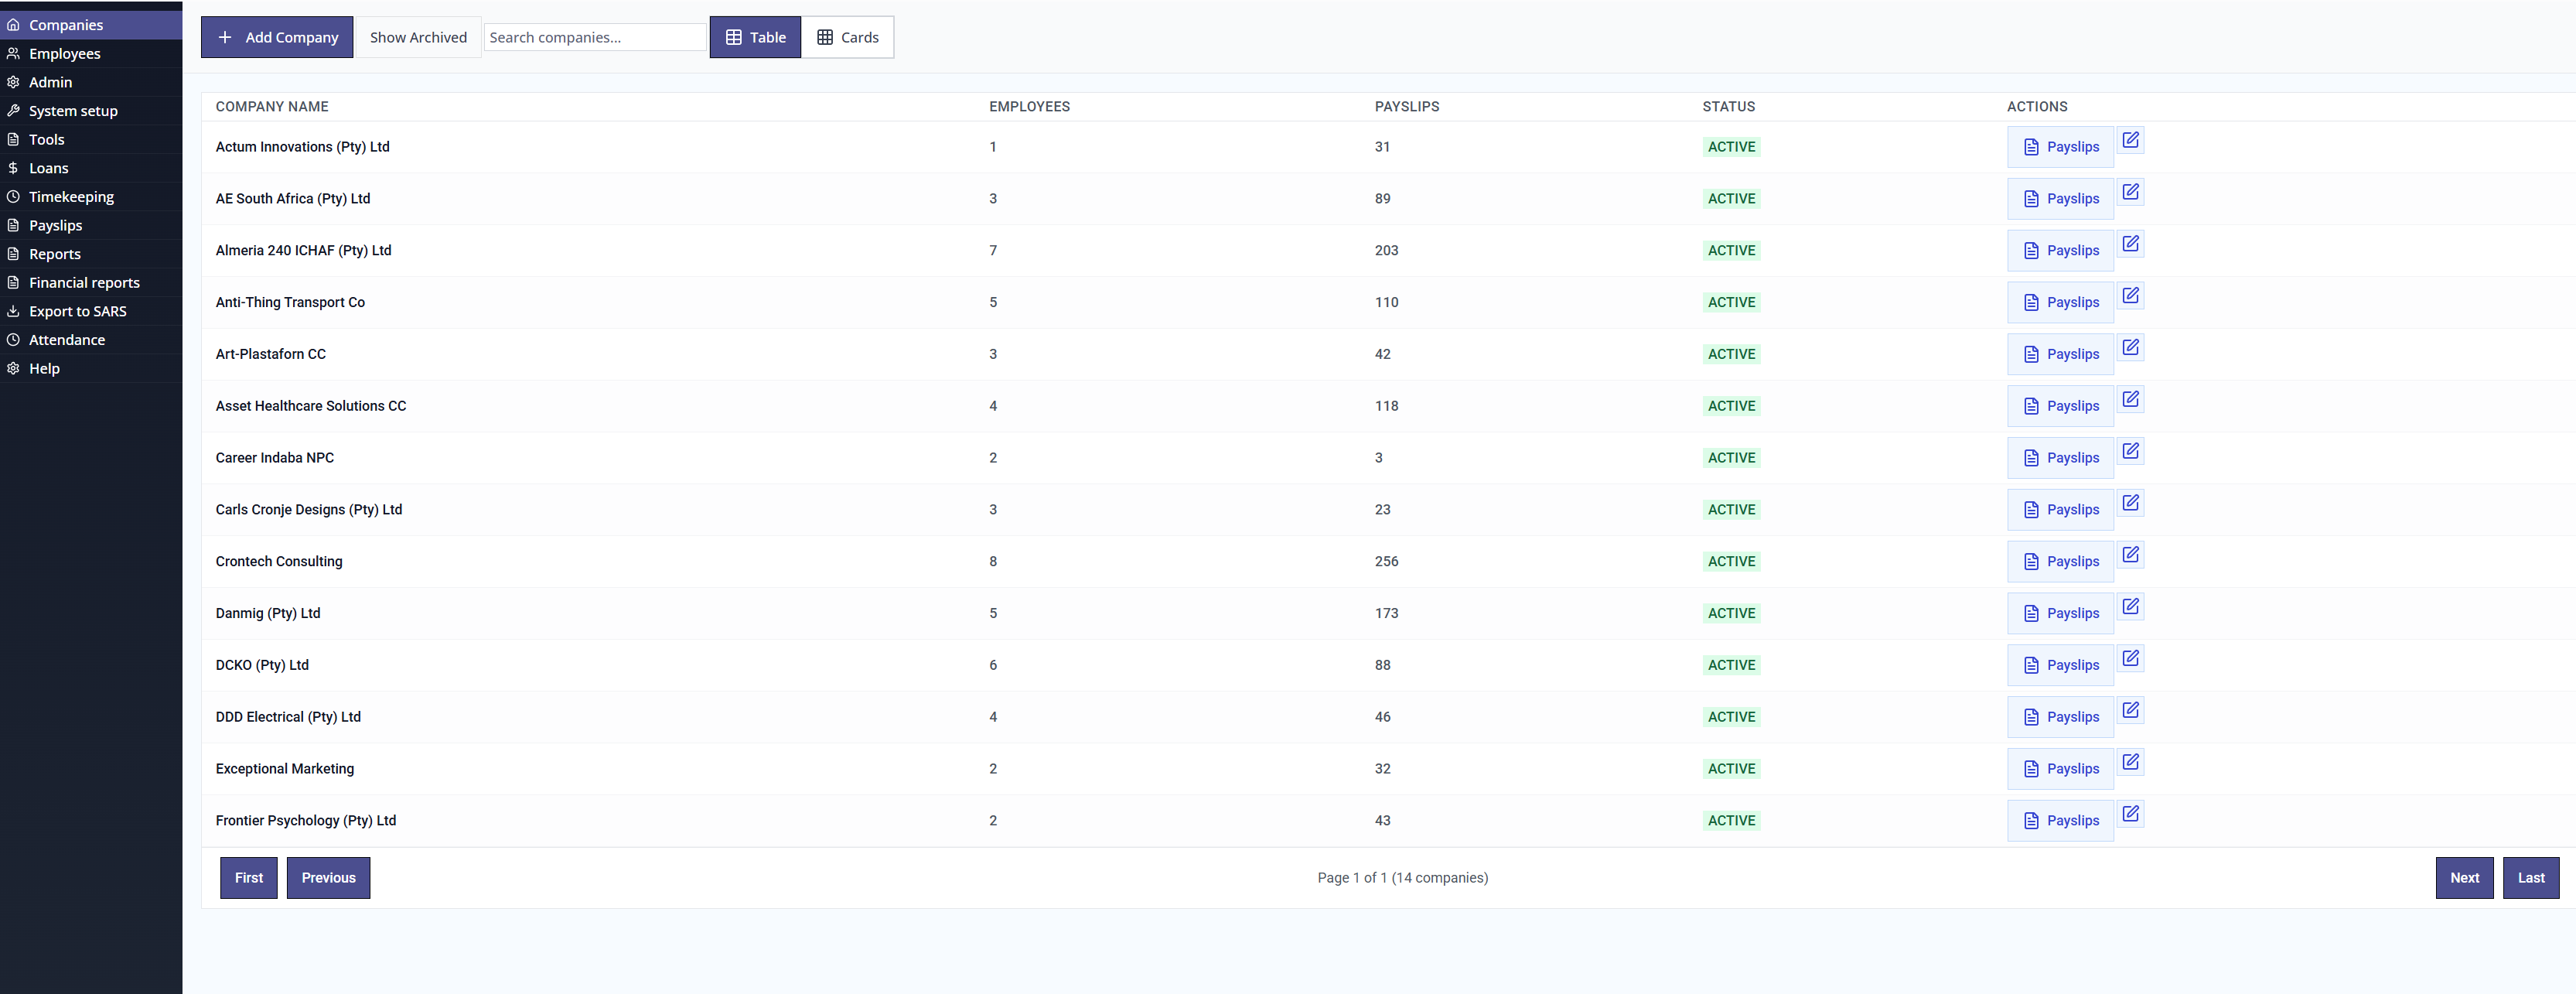 Companies
Employees
Admin
System setup
Tools
Loans
Timekeeping
Payslips
Reports
Financial reports
Export to SARS
Attendance
Help
Add Company Show Archived Search companies... Table Cards
COMPANY NAME EMPLOYEES PAYSLIPS STATUS ACTIONS
Actum Innovations (Pty) Ltd 1 31 ACTIVE Payslips
AE South Africa (Pty) Ltd 3 89 ACTIVE Payslips
Almeria 240 ICHAF (Pty) Ltd 7 203 ACTIVE Payslips
Anti-Thing Transport Co 5 110 ACTIVE Payslips
Art-Plastaforn CC 3 42 ACTIVE Payslips
Asset Healthcare Solutions CC 4 118 ACTIVE Payslips
Career Indaba NPC 2 3 ACTIVE Payslips
Carls Cronje Designs (Pty) Ltd 3 23 ACTIVE Payslips
Crontech Consulting 8 256 ACTIVE Payslips
Danmig (Pty) Ltd 5 173 ACTIVE Payslips
DCKO (Pty) Ltd 6 88 ACTIVE Payslips
DDD Electrical (Pty) Ltd 4 46 ACTIVE Payslips
Exceptional Marketing 2 32 ACTIVE Payslips
Frontier Psychology (Pty) Ltd 2 43 ACTIVE Payslips
First Previous Page 1 of 1 (14 companies) Next Last